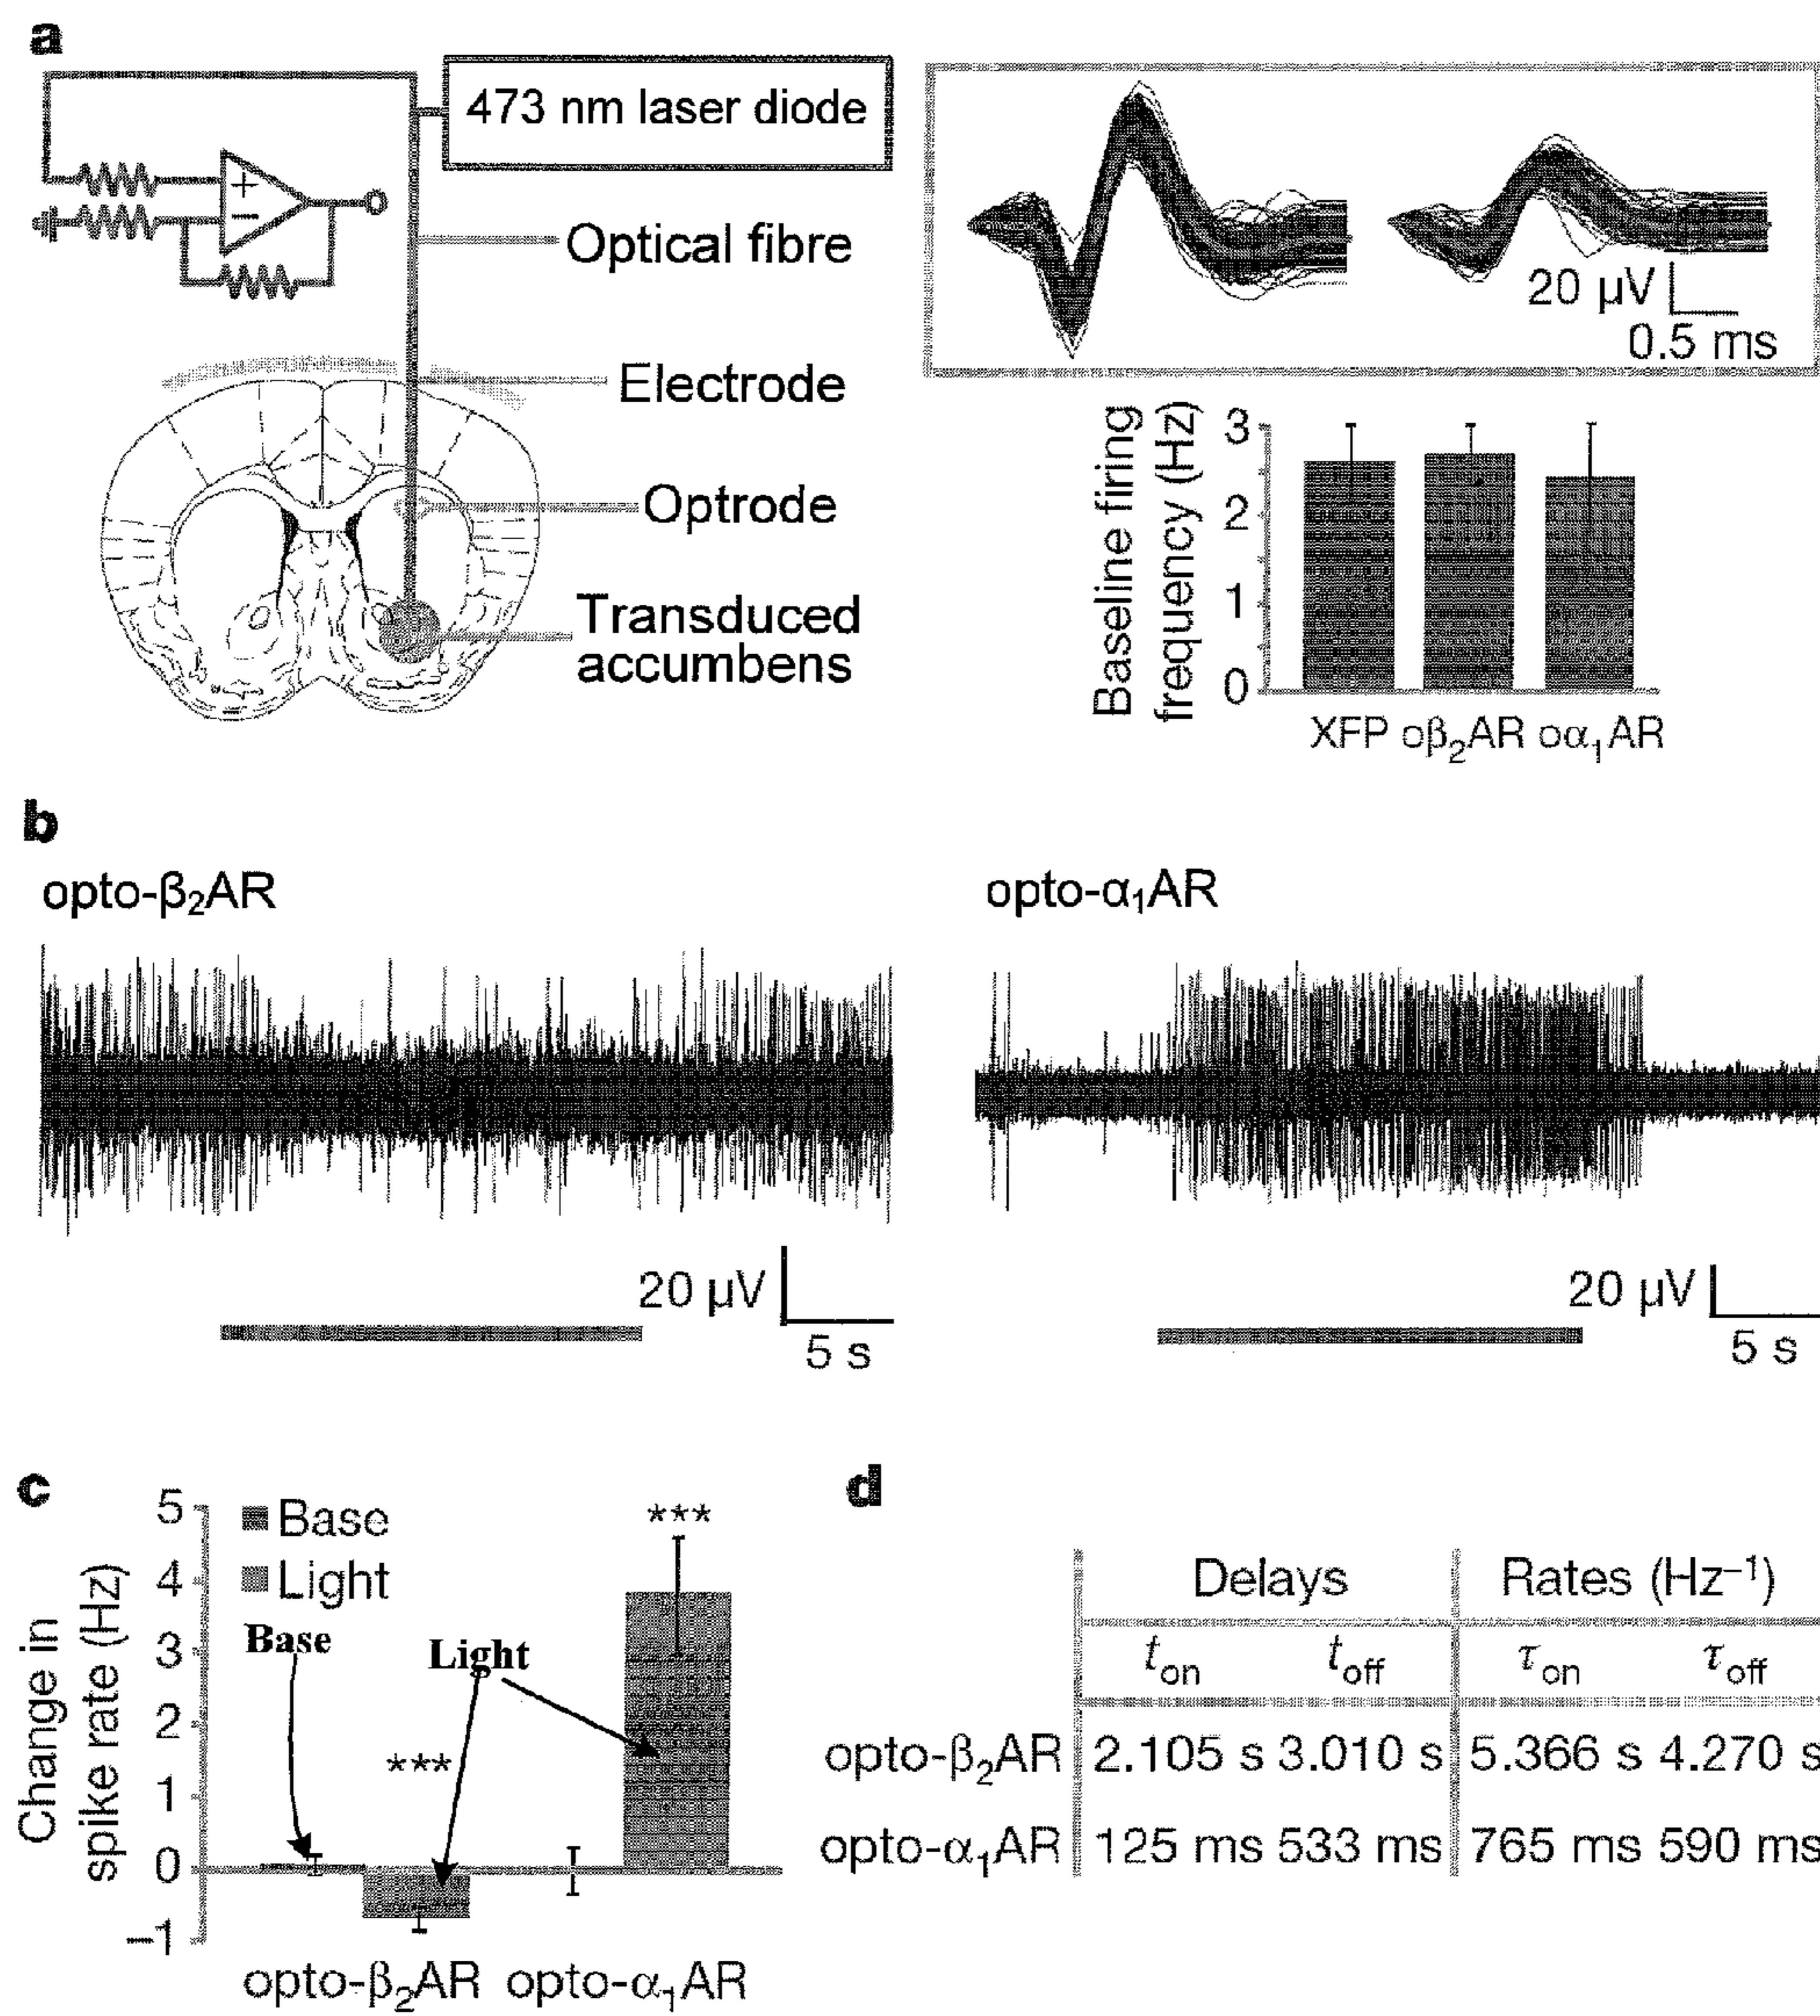 a
473 nm laser diode
+
−
Optical fibre
Electrode
Optrode
Transduced
accumbens
20 µV
0.5 ms
Baseline firing
frequency (Hz)
3
2
1
0
XFP oβ₂AR oα₁AR
b
opto-β₂AR
opto-α₁AR
20 µV
5 s
20 µV
5 s
c
Change in
spike rate (Hz)
5
4
3
2
1
0
−1
Base
Light
Base
Light
***
***
opto-β₂AR opto-α₁AR
d
Delays Rates (Hz⁻¹)
t on t off τ on τ off
opto-β₂AR 2.105 s 3.010 s 5.366 s 4.270 s
opto-α₁AR 125 ms 533 ms 765 ms 590 ms